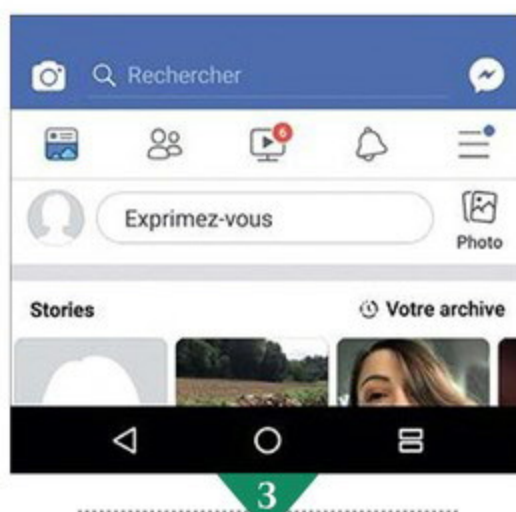 Rechercher
6
Exprimez-vous
Photo
Stories
Votre archive
3